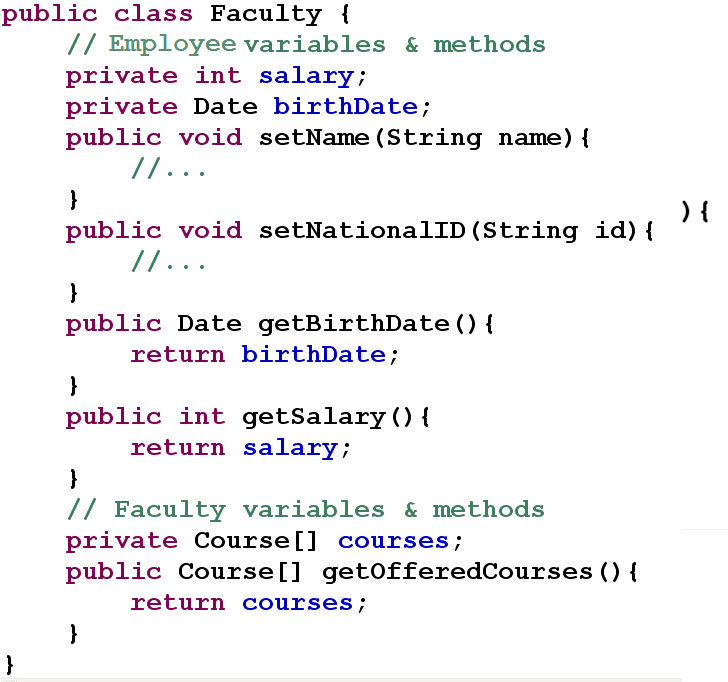 public class Faculty {
    // Employee variables & methods
    private int salary;
    private Date birthDate;
    public void setName(String name){
        //...
    }
    ){
    public void setNationalID(String id){
        //...
    }
    public Date getBirthDate(){
        return birthDate;
    }
    public int getSalary(){
        return salary;
    }
    // Faculty variables & methods
    private Course[] courses;
    public Course[] getOfferedCourses(){
        return courses;
    }
}